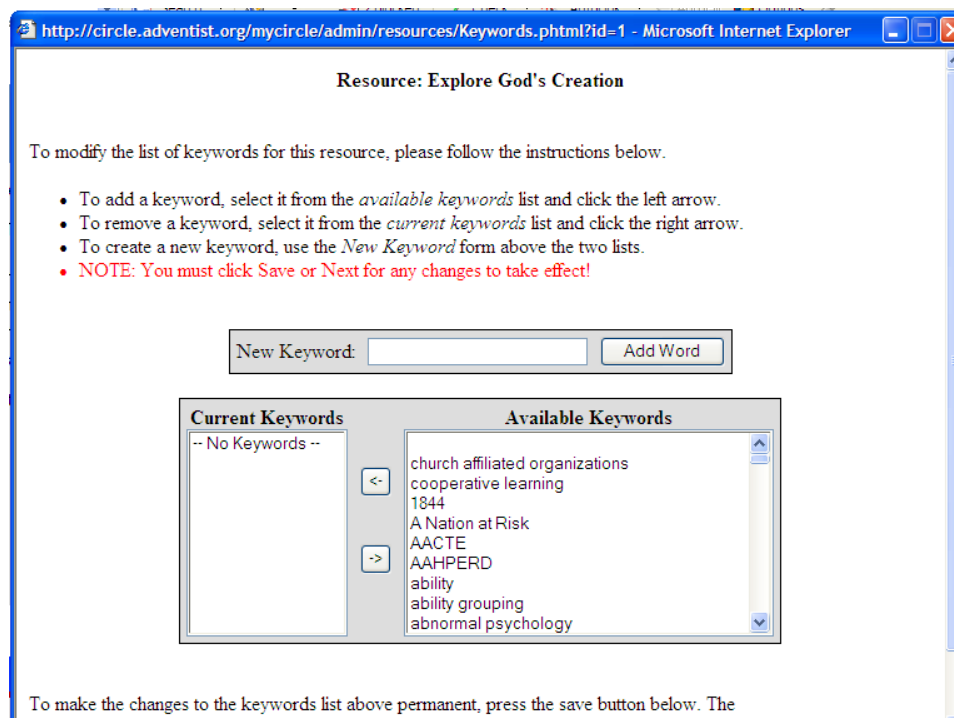 http://circle.adventist.org/mycircle/admin/resources/Keywords.phtml?id=1 - Microsoft Internet Explorer
Resource: Explore God's Creation
To modify the list of keywords for this resource, please follow the instructions below.
• To add a keyword, select it from the available keywords list and click the left arrow.
• To remove a keyword, select it from the current keywords list and click the right arrow.
• To create a new keyword, use the New Keyword form above the two lists.
• NOTE: You must click Save or Next for any changes to take effect!
New Keyword: Add Word
Current Keywords Available Keywords
-- No Keywords --
church affiliated organizations
<- cooperative learning
1844
A Nation at Risk
AACTE
-> AAHPERD
ability
ability grouping
abnormal psychology
To make the changes to the keywords list above permanent, press the save button below. The